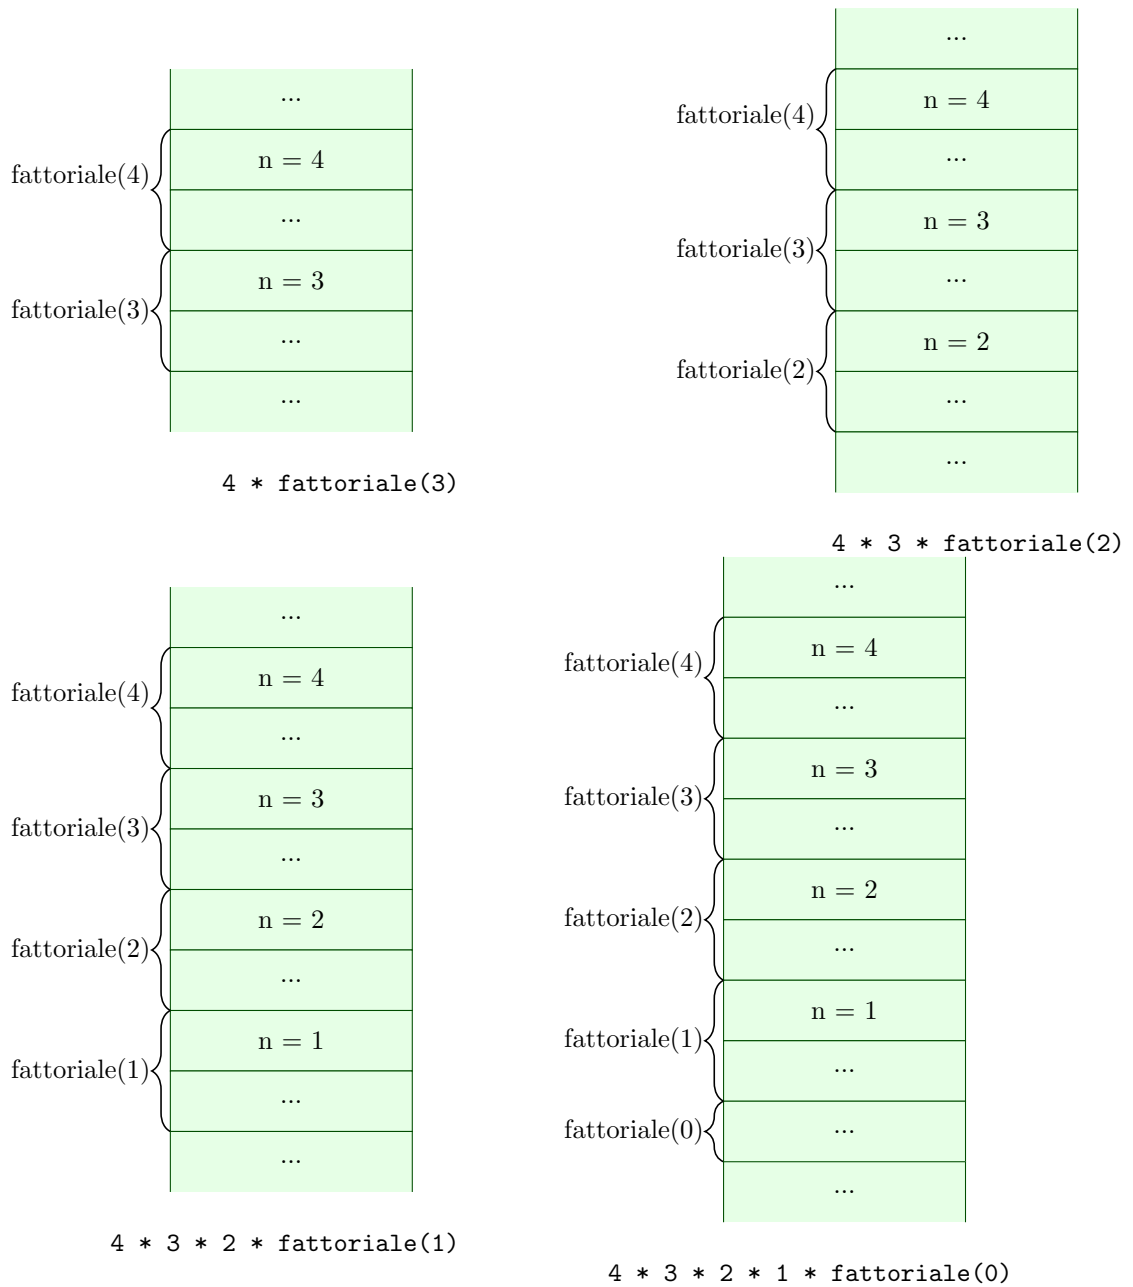 ...
fattoriale(4)
n = 4
...
fattoriale(3)
n = 3
...
...
4 * fattoriale(3)
...
fattoriale(4)
n = 4
...
fattoriale(3)
n = 3
...
fattoriale(2)
n = 2
...
...
4 * 3 * fattoriale(2)
...
fattoriale(4)
n = 4
...
fattoriale(3)
n = 3
...
fattoriale(2)
n = 2
...
fattoriale(1)
n = 1
...
...
4 * 3 * 2 * fattoriale(1)
...
fattoriale(4)
n = 4
...
fattoriale(3)
n = 3
...
fattoriale(2)
n = 2
...
fattoriale(1)
n = 1
...
fattoriale(0)
...
...
4 * 3 * 2 * 1 * fattoriale(0)